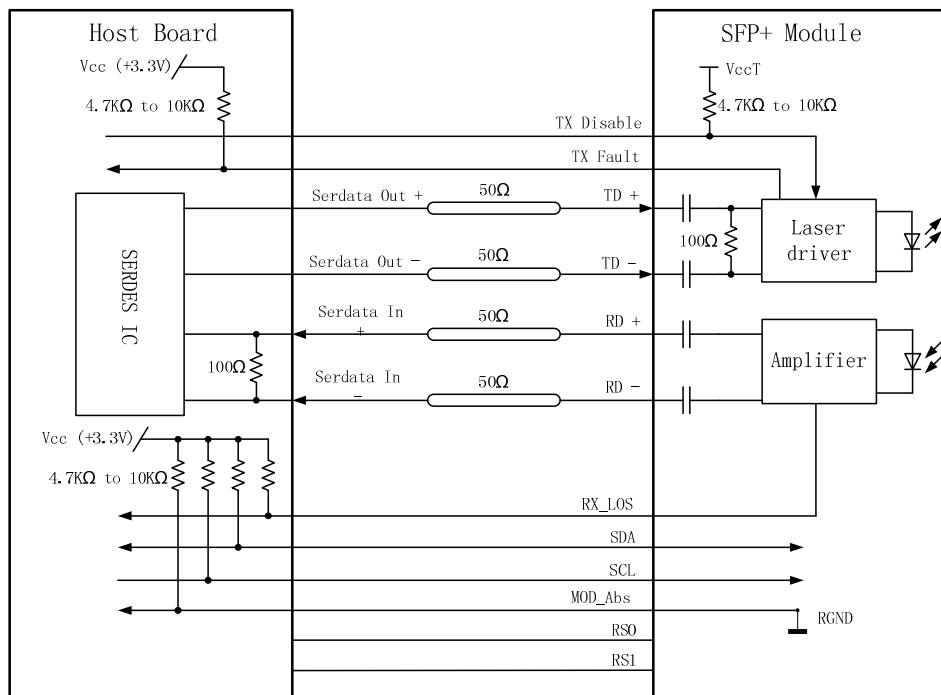 Host Board
SFP+ Module
Vcc (+3.3V)
VccT
4.7KΩ to 10KΩ
4.7KΩ to 10KΩ
TX Disable
TX Fault
Serdata Out +
50Ω
TD +
SERDES IC
100Ω
Laser
driver
Serdata Out -
50Ω
TD -
Serdata In
+
50Ω
RD +
100Ω
Amplifier
Serdata In
-
50Ω
RD -
Vcc (+3.3V)
4.7KΩ to 10KΩ
RX_LOS
SDA
SCL
MOD_Abs
RGND
RS0
RS1